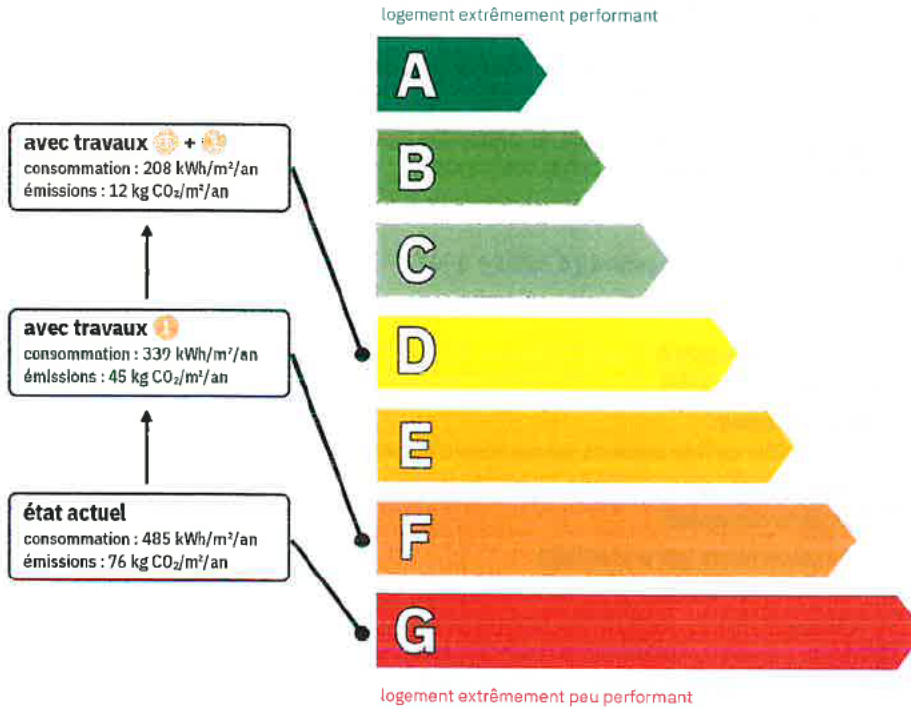 logement extrêmement performant
A
B
C
D
E
F
G
logement extrêmement peu performant
avec travaux +
consommation : 208 kWh/m²/an
émissions : 12 kg CO₂/m²/an
avec travaux 1
consommation : 339 kWh/m²/an
émissions : 45 kg CO₂/m²/an
état actuel
consommation : 485 kWh/m²/an
émissions : 76 kg CO₂/m²/an